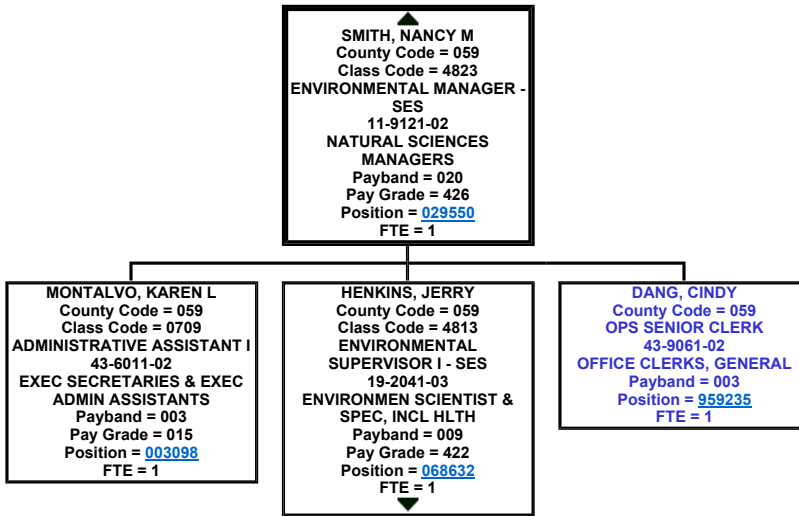 SMITH, NANCY M
County Code = 059
Class Code = 4823
ENVIRONMENTAL MANAGER -
SES
11-9121-02
NATURAL SCIENCES
MANAGERS
Payband = 020
Pay Grade = 426
Position = 029550
FTE = 1
MONTALVO, KAREN L
County Code = 059
Class Code = 0709
ADMINISTRATIVE ASSISTANT I
43-6011-02
EXEC SECRETARIES & EXEC
ADMIN ASSISTANTS
Payband = 003
Pay Grade = 015
Position = 003098
FTE = 1
HENKINS, JERRY
County Code = 059
Class Code = 4813
ENVIRONMENTAL
SUPERVISOR I - SES
19-2041-03
ENVIRONMEN SCIENTIST &
SPEC, INCL HLTH
Payband = 009
Pay Grade = 422
Position = 068632
FTE = 1
DANG, CINDY
County Code = 059
OPS SENIOR CLERK
43-9061-02
OFFICE CLERKS, GENERAL
Payband = 003
Position = 959235
FTE = 1